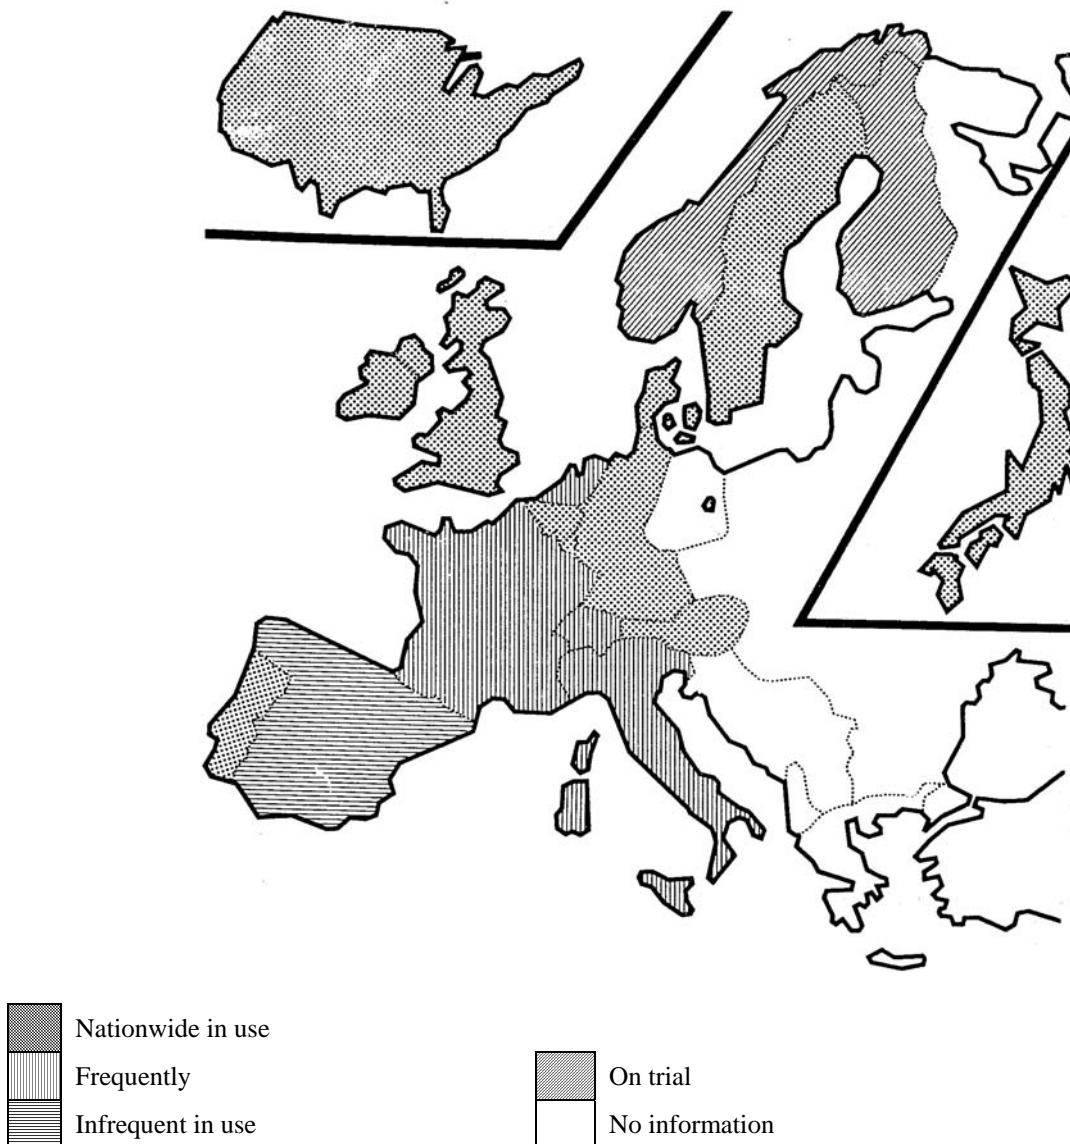 Nationwide in use
Frequently
Infrequent in use
On trial
No information